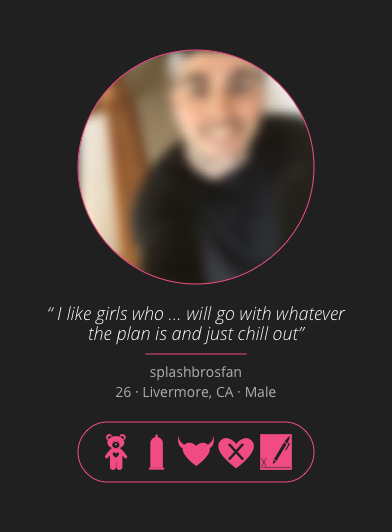 “ I like girls who ... will go with whatever
the plan is and just chill out”
splashbrosfan
26 · Livermore, CA · Male